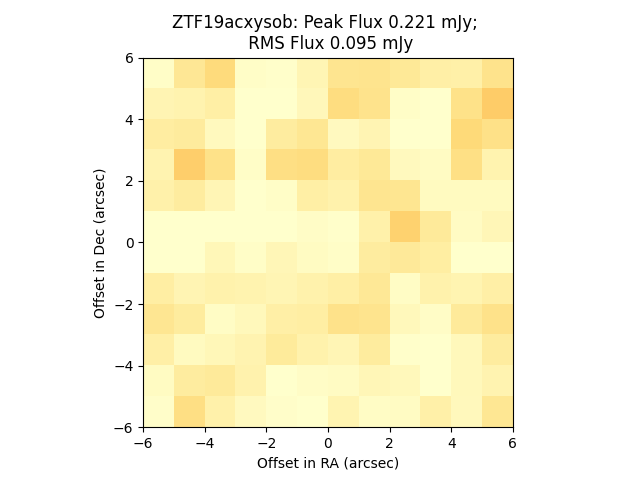 ZTF19acxysob: Peak Flux 0.221 mJy;
RMS Flux 0.095 mJy
6
4
2
0
−2
−4
−6
Offset in Dec (arcsec)
−6 −4 −2 0 2 4 6
Offset in RA (arcsec)